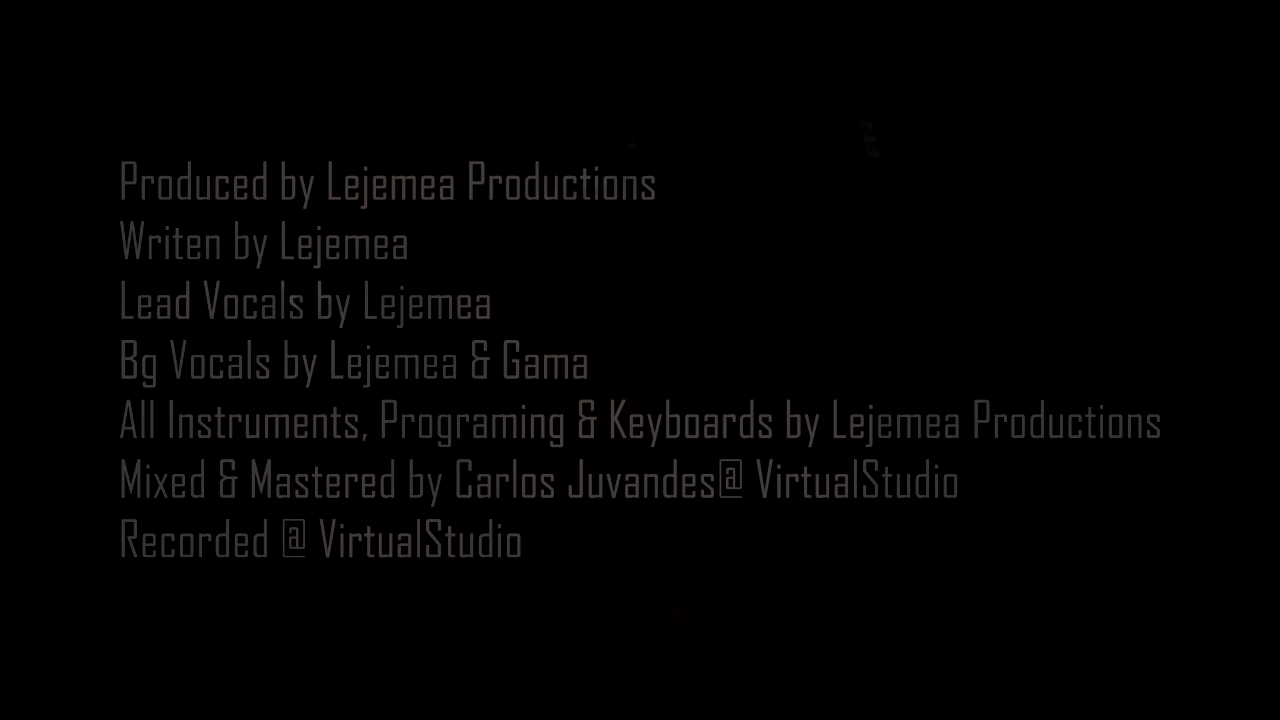 Produced by Lejemea Productions
Writen by Lejemea
Lead Vocals by Lejemea
Bg Vocals by Lejemea & Gama
All Instruments, Programing & Keyboards by Lejemea Productions
Mixed & Mastered by Carlos Juvandes@ VirtualStudio
Recorded @ VirtualStudio